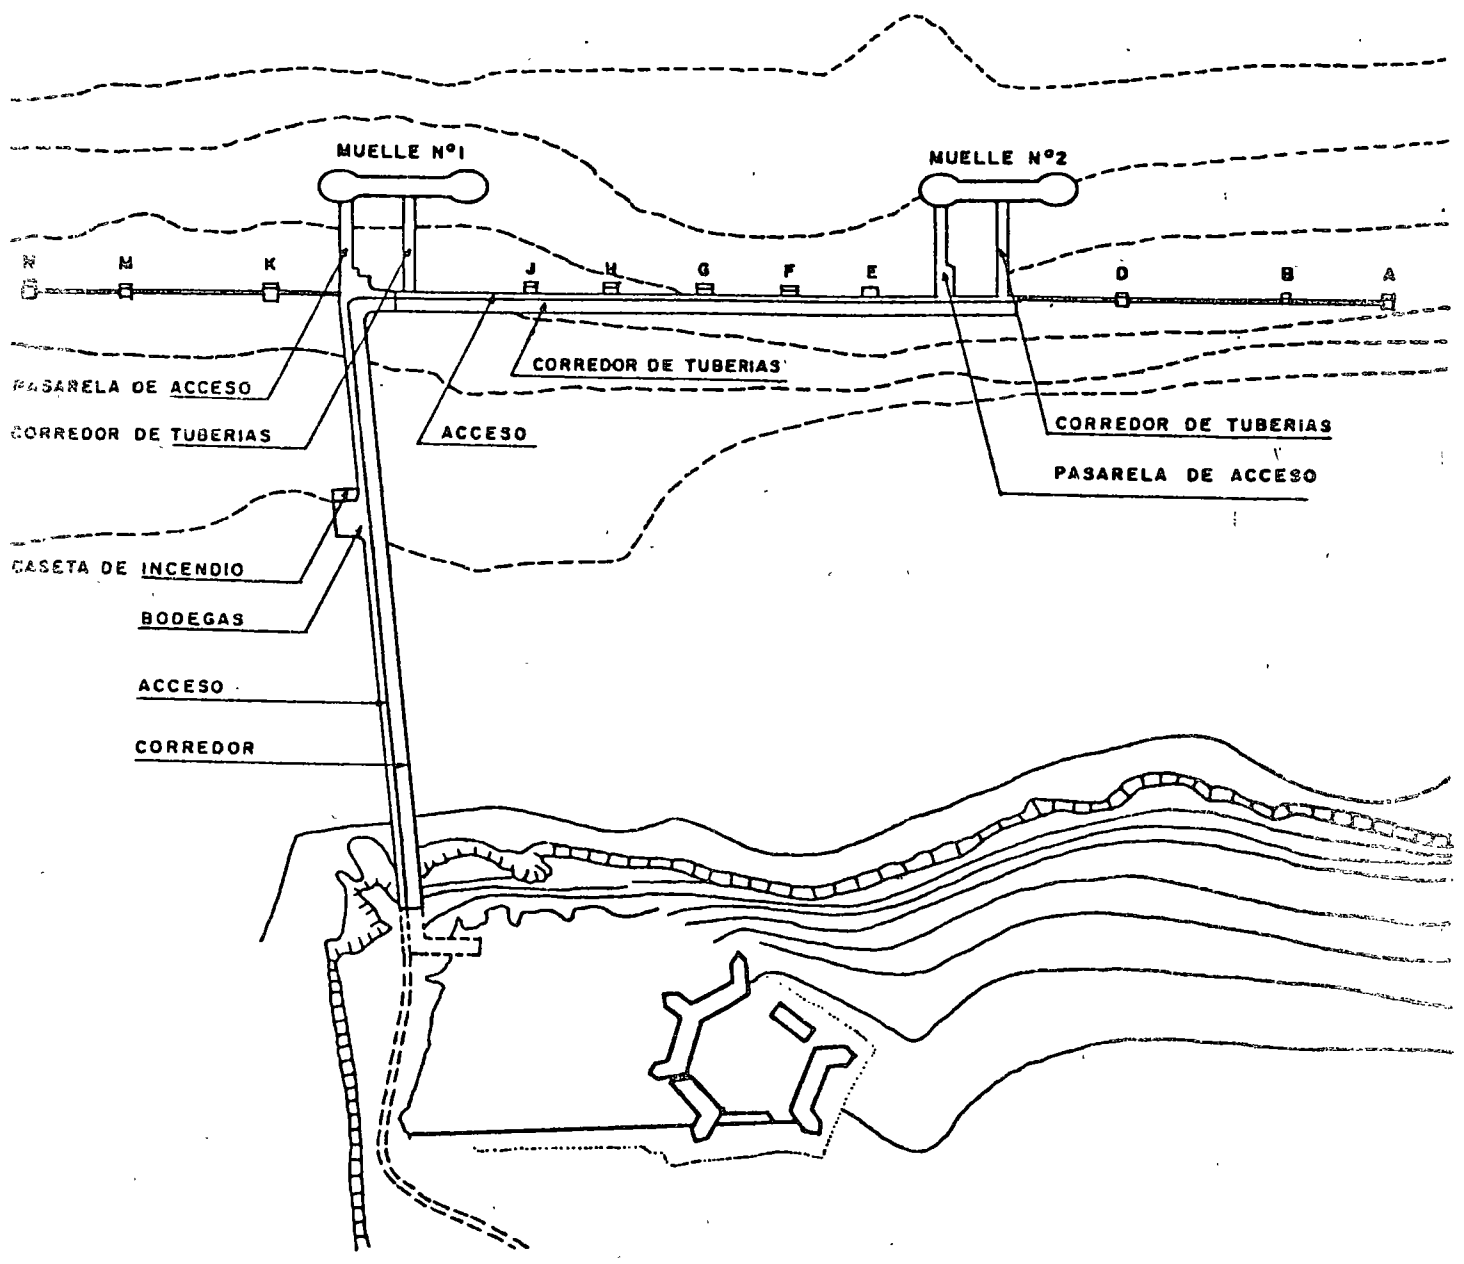 MUELLE Nº1
MUELLE Nº2
N M K J H G F E D B A
CORREDOR DE TUBERIAS
PASARELA DE ACCESO
CORREDOR DE TUBERIAS
ACCESO
CORREDOR DE TUBERIAS
PASARELA DE ACCESO
CASETA DE INCENDIO
BODEGAS
ACCESO
CORREDOR